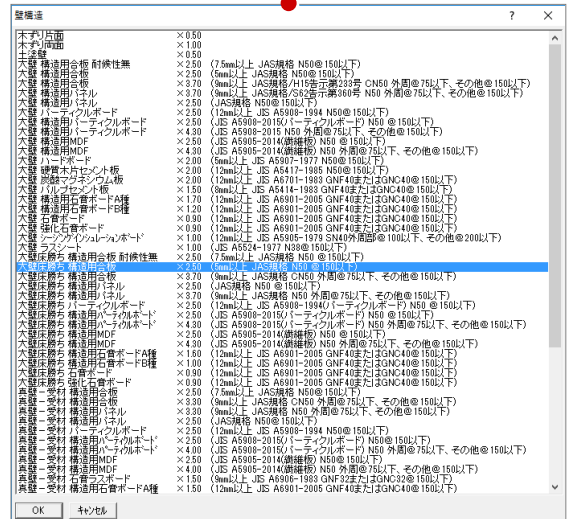 壁構造
木ずり片面 ×0.50
木ずり両面 ×1.00
土塗壁 ×0.50
大壁 構造用合板 耐候性無 ×2.50 (7.5mm以上 JAS規格 N50@150以下)
大壁 構造用合板 ×2.50 (5mm以上 JAS規格 N50@150以下)
大壁 構造用合板 ×3.70 (9mm以上 JAS規格/H15告示第233号 CN50 外周@75以下、その他@150以下)
大壁 構造用パネル ×3.70 (9mm以上 JAS規格/S62告示第360号 N50 外周@75以下、その他@150以下)
大壁 構造用パネル ×2.50 (JAS規格 N50@150以下)
大壁 パーティクルボード ×2.50 (12mm以上 JIS A5908-1994 N50@150以下)
大壁 構造用パーティクルボード ×2.50 (JIS A5908-2015(パーティクルボード) N50 @150以下)
大壁 構造用パーティクルボード ×4.30 (JIS A5908-2015 N50 外周@75以下、その他@150以下)
大壁 構造用MDF ×2.50 (JIS A5905-2014(繊維板) N50 @150以下)
大壁 構造用MDF ×4.30 (JIS A5905-2014(繊維板) N50 外周@75以下、その他@150以下)
大壁 ハードボード ×2.00 (5mm以上 JIS A5907-1977 N50@150以下)
大壁 硬質木片セメント板 ×2.00 (12mm以上 JIS A5417-1985 N50@150以下)
大壁 炭酸マグネシウム板 ×2.00 (12mm以上 JIS A6701-1983 GNF40またはGNC40@150以下)
大壁 パルプセメント板 ×1.50 (8mm以上 JIS A5414-1983 GNF40またはGNC40@150以下)
大壁 構造用石膏ボードA種 ×1.70 (12mm以上 JIS A6901-2005 GNF40またはGNC40@150以下)
大壁 構造用石膏ボードB種 ×1.20 (12mm以上 JIS A6901-2005 GNF40またはGNC40@150以下)
大壁 石膏ボード ×0.90 (12mm以上 JIS A6901-2005 GNF40またはGNC40@150以下)
大壁 強化石膏ボード ×0.90 (12mm以上 JIS A6901-2005 GNF40またはGNC40@150以下)
大壁 シージングインシュレーションボード ×1.00 (12mm以上 JIS A5905-1979 SN40外周部@100以下、その他@200以下)
大壁 ラスシート ×1.00 (JIS A5524-1977 N38@150以下)
大壁床勝ち 構造用合板 耐候性無 ×2.50 (7.5mm以上 JAS規格 N50 @150以下)
大壁床勝ち 構造用合板 ×2.50 (5mm以上 JAS規格 N50 @150以下)
大壁床勝ち 構造用合板 ×3.70 (9mm以上 JAS規格 CN50 外周@75以下、その他@150以下)
大壁床勝ち 構造用パネル ×2.50 (JAS規格 N50 @150以下)
大壁床勝ち 構造用パネル ×3.70 (9mm以上 JAS規格 N50 外周@75以下、その他@150以下)
大壁床勝ち パーティクルボード ×2.50 (12mm以上 JIS A5908-1994(パーティクルボード) N50 @150以下)
大壁床勝ち 構造用パーティクルボード ×2.50 (JIS A5908-2015(パーティクルボード) N50 @150以下)
大壁床勝ち 構造用パーティクルボード ×4.30 (JIS A5908-2015(パーティクルボード) N50 外周@75以下、その他@150以下)
大壁床勝ち 構造用MDF ×2.50 (JIS A5905-2014(繊維板) N50 @150以下)
大壁床勝ち 構造用MDF ×4.30 (JIS A5905-2014(繊維板) N50 外周@75以下、その他@150以下)
大壁床勝ち 構造用石膏ボードA種 ×1.60 (12mm以上 JIS A6901-2005 GNF40またはGNC40@150以下)
大壁床勝ち 構造用石膏ボードB種 ×1.00 (12mm以上 JIS A6901-2005 GNF40またはGNC40@150以下)
大壁床勝ち 石膏ボード ×0.90 (12mm以上 JIS A6901-2005 GNF40またはGNC40@150以下)
大壁床勝ち 強化石膏ボード ×0.90 (12mm以上 JIS A6901-2005 GNF40またはGNC40@150以下)
真壁-受材 構造用合板 ×2.50 (7.5mm以上 JAS規格 N50@150以下)
真壁-受材 構造用合板 ×3.30 (9mm以上 JAS規格 CN50 外周@75以下、その他@150以下)
真壁-受材 構造用パネル ×3.30 (9mm以上 JAS規格 N50 外周@75以下、その他@150以下)
真壁-受材 構造用パネル ×2.50 (JAS規格 N50@150以下)
真壁-受材 パーティクルボード ×2.50 (12mm以上 JIS A5908-1994 N50@150以下)
真壁-受材 構造用パーティクルボード ×2.50 (JIS A5908-2015(パーティクルボード) N50@150以下)
真壁-受材 構造用パーティクルボード ×4.00 (JIS A5908-2015(パーティクルボード) N50 外周@75以下、その他@150以下)
真壁-受材 構造用MDF ×2.50 (JIS A5905-2014(繊維板) N50@150以下)
真壁-受材 構造用MDF ×4.00 (JIS A5905-2014(繊維板) N50 外周@75以下、その他@150以下)
真壁-受材 石膏ラスボード ×1.50 (9mm以上 JIS A6906-1983 GNF32またはGNC32@150以下)
真壁-受材 構造用石膏ボードA種 ×1.50 (12mm以上 JIS A6901-2005 GNF40またはGNC40@150以下)
OK キャンセル